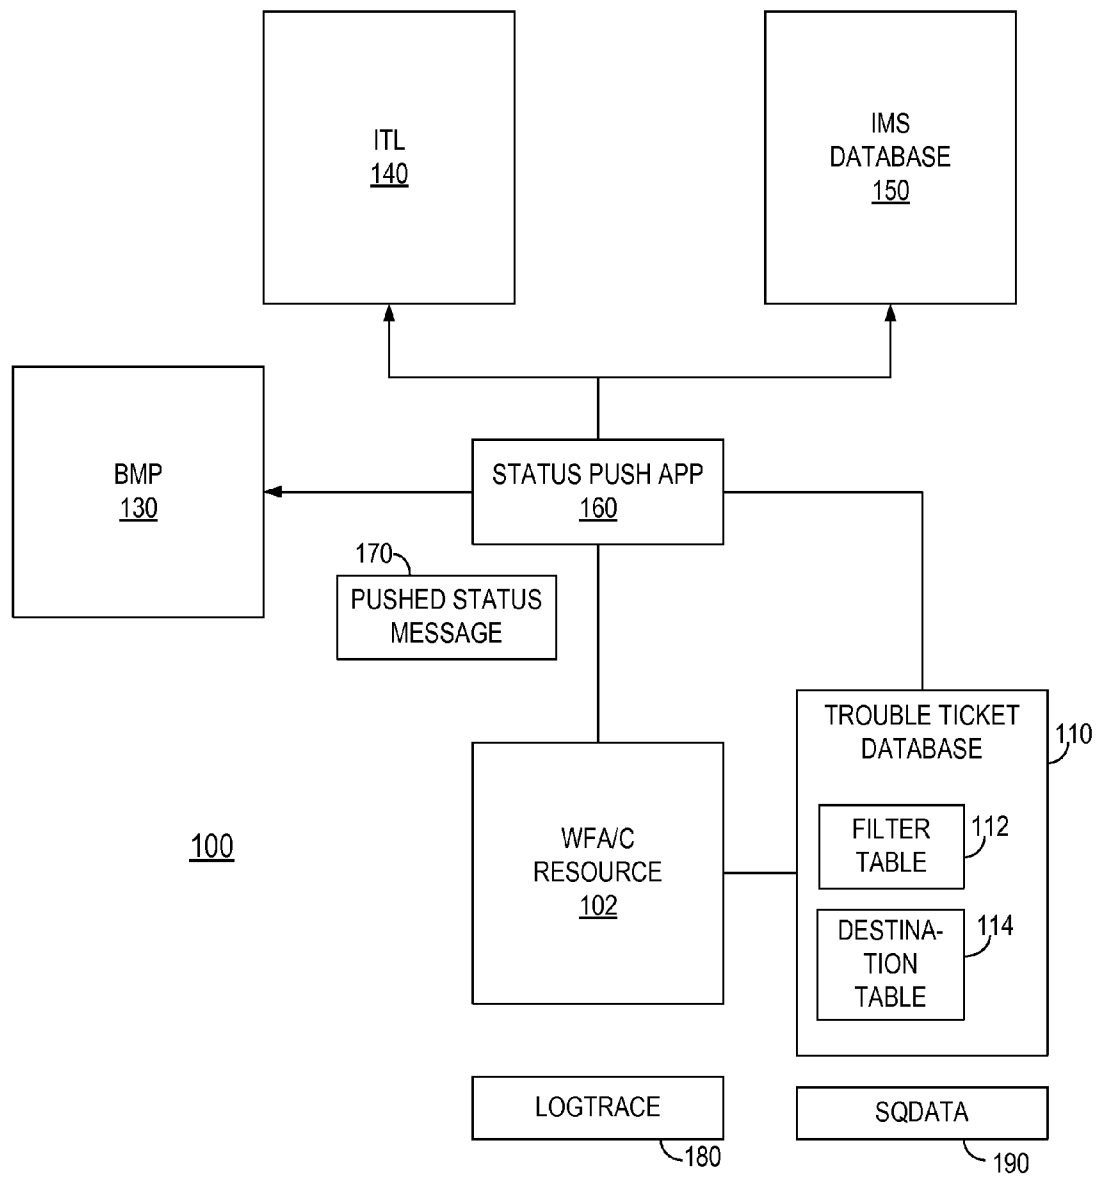 ITL
140
IMS
DATABASE
150
BMP
130
STATUS PUSH APP
160
170
PUSHED STATUS
MESSAGE
TROUBLE TICKET
DATABASE
110
FILTER
TABLE
112
DESTINA-
TION
TABLE
114
WFA/C
RESOURCE
102
100
LOGTRACE
180
SQDATA
190